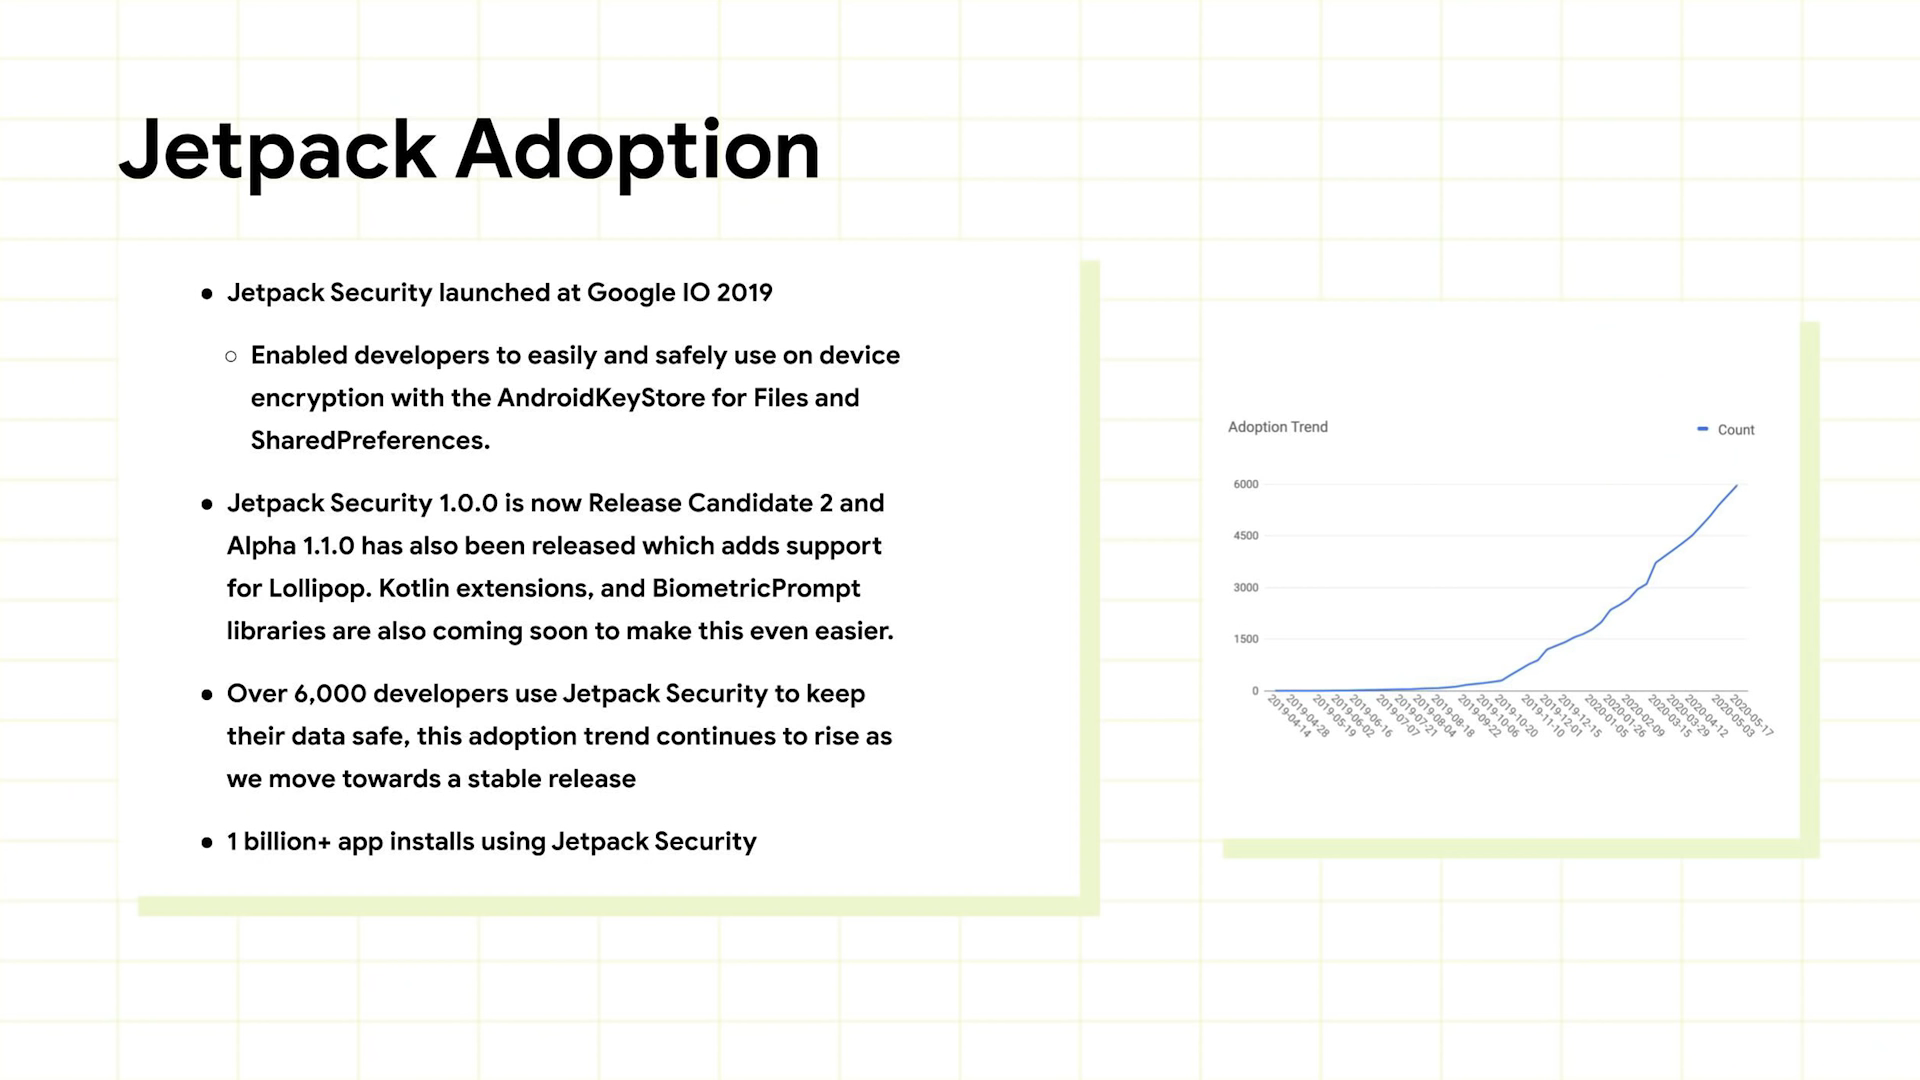 Jetpack Adoption
● Jetpack Security launched at Google IO 2019
○ Enabled developers to easily and safely use on device
encryption with the AndroidKeyStore for Files and
SharedPreferences.
● Jetpack Security 1.0.0 is now Release Candidate 2 and
Alpha 1.1.0 has also been released which adds support
for Lollipop. Kotlin extensions, and BiometricPrompt
libraries are also coming soon to make this even easier.
● Over 6,000 developers use Jetpack Security to keep
their data safe, this adoption trend continues to rise as
we move towards a stable release
● 1 billion+ app installs using Jetpack Security
Adoption Trend
Count
6000
4500
3000
1500
0
2019-04-14
2019-04-28
2019-05-19
2019-06-02
2019-06-16
2019-07-07
2019-07-21
2019-08-04
2019-08-18
2019-09-22
2019-10-06
2019-10-20
2019-11-10
2019-12-01
2019-12-15
2020-01-05
2020-01-26
2020-02-09
2020-03-15
2020-03-29
2020-04-12
2020-05-03
2020-05-17